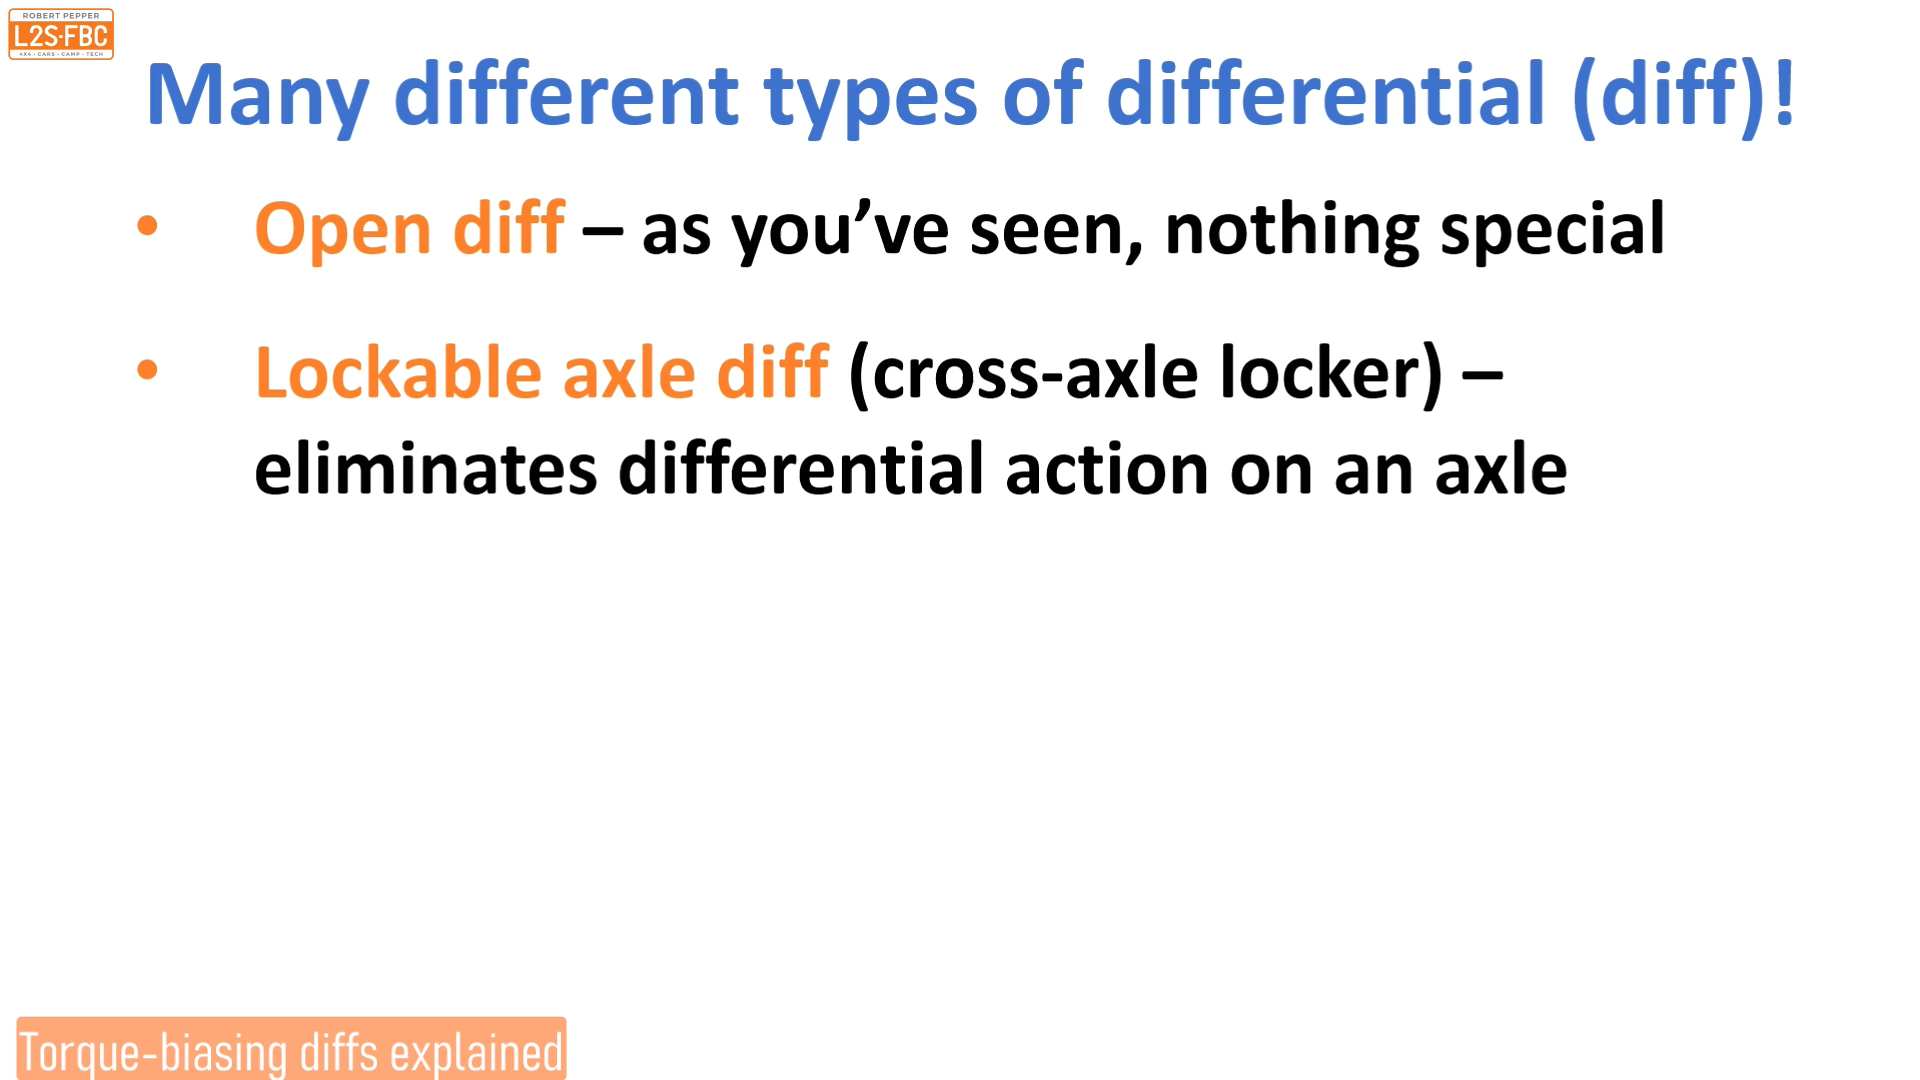 ROBERT PEPPER
L2S-FBC
4X4 • CARS • CAMP • TECH
Many different types of differential (diff)!
• Open diff – as you’ve seen, nothing special
• Lockable axle diff (cross-axle locker) –
eliminates differential action on an axle
Torque-biasing diffs explained